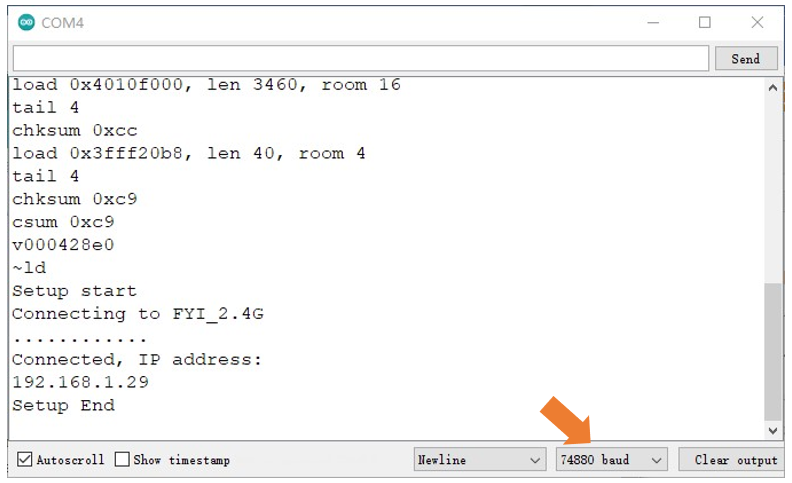 COM4
Send
load 0x4010f000, len 3460, room 16
tail 4
chksum 0xcc
load 0x3fff20b8, len 40, room 4
tail 4
chksum 0xc9
csum 0xc9
v000428e0
~ld
Setup start
Connecting to FYI_2.4G
............
Connected, IP address:
192.168.1.29
Setup End
Autoscroll Show timestamp Newline 74880 baud Clear output